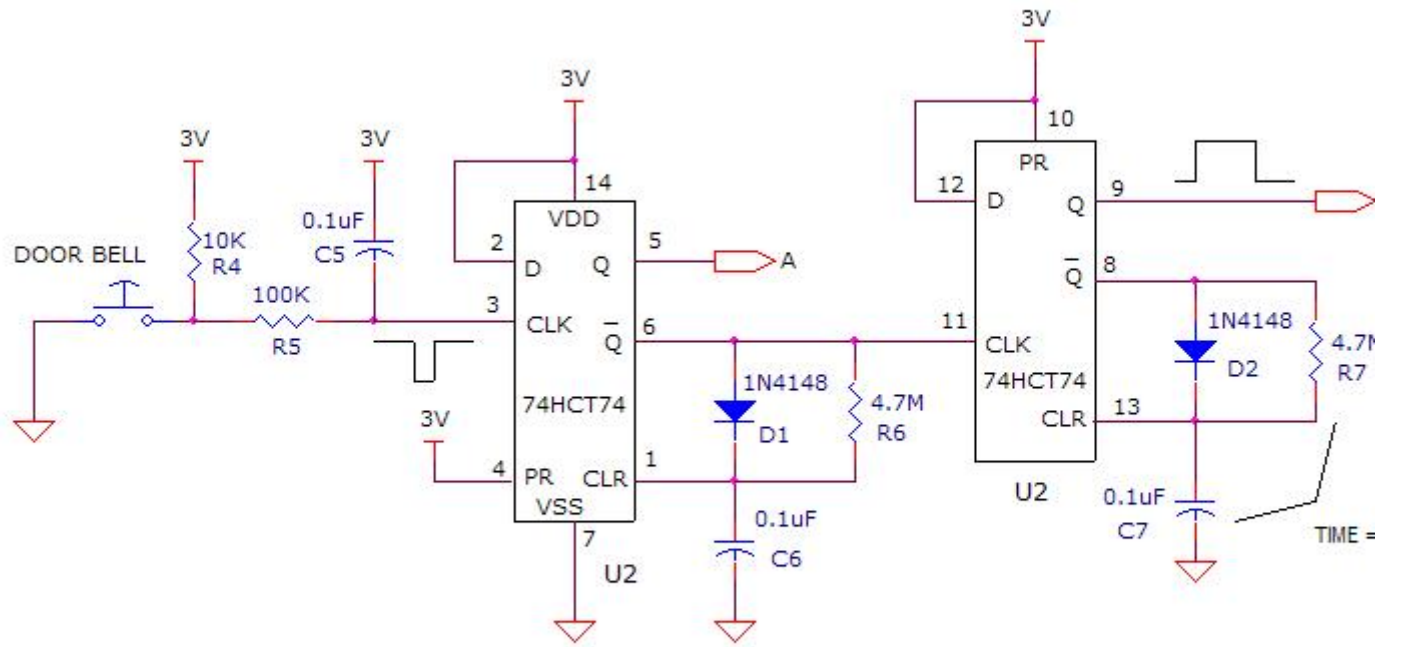 3V
3V
3V
3V
10
PR
14
VDD
12
D
Q
9
0.1uF
C5
10K
R4
DOOR BELL
2
D
Q
5
A
Q
8
100K
R5
3
CLK
Q
6
11
CLK
1N4148
D2
R7
74HCT74
1N4148
D1
4.7M
R6
74HCT74
CLR
13
3V
4
PR
CLR
1
VSS
7
U2
0.1uF
C6
U2
0.1uF
C7
TIME =